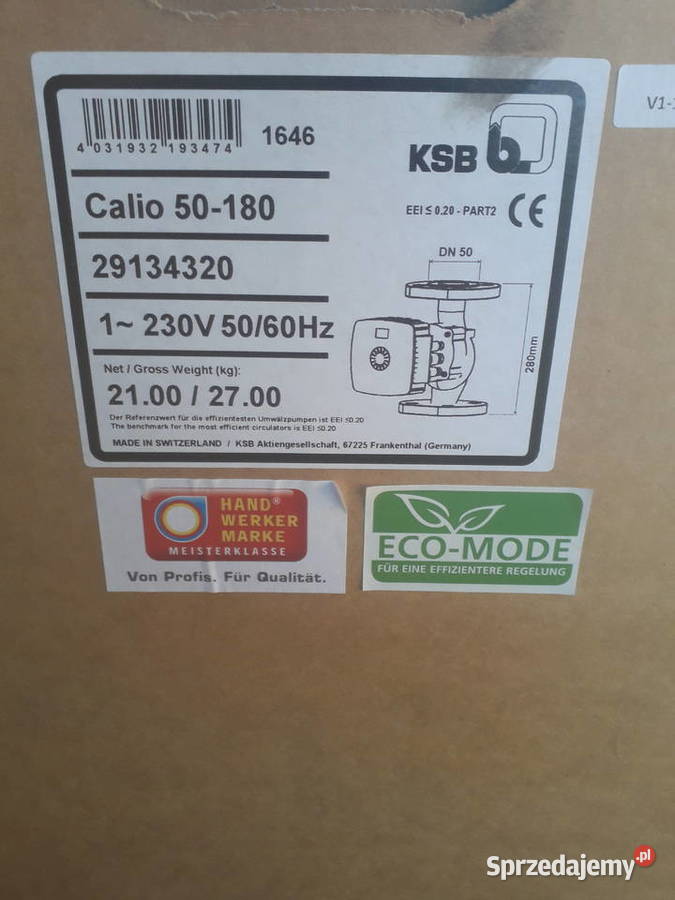 4 031932 193474
1646
KSB
Calio 50-180
EEI ≤ 0.20 - PART2 CE
29134320
DN 50
1~ 230V 50/60Hz
280mm
Net / Gross Weight (kg):
21.00 / 27.00
Der Referenzwert für die effizientesten Umwälzpumpen ist EEI ≤0.20
The benchmark for the most efficient circulators is EEI ≤0.20
MADE IN SWITZERLAND / KSB Aktiengesellschaft, 67225 Frankenthal (Germany)
HAND®
WERKER
MARKE
MEISTERKLASSE
Von Profis. Für Qualität.
ECO-MODE
FÜR EINE EFFIZIENTERE REGELUNG
Sprzedajemy.pl